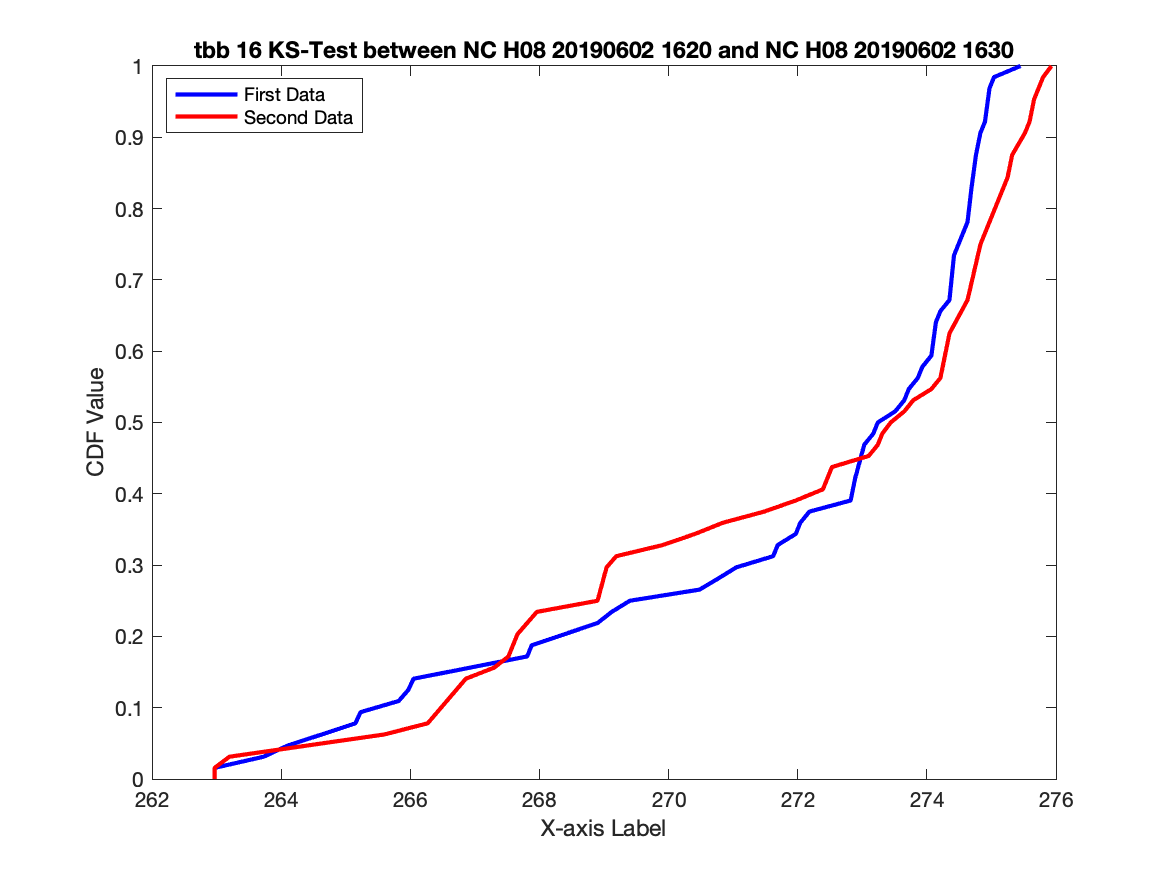 tbb 16 KS-Test between NC H08 20190602 1620 and NC H08 20190602 1630
First Data
Second Data
1
0.9
0.8
0.7
0.6
0.5
0.4
0.3
0.2
0.1
0
CDF Value
262 264 266 268 270 272 274 276
X-axis Label